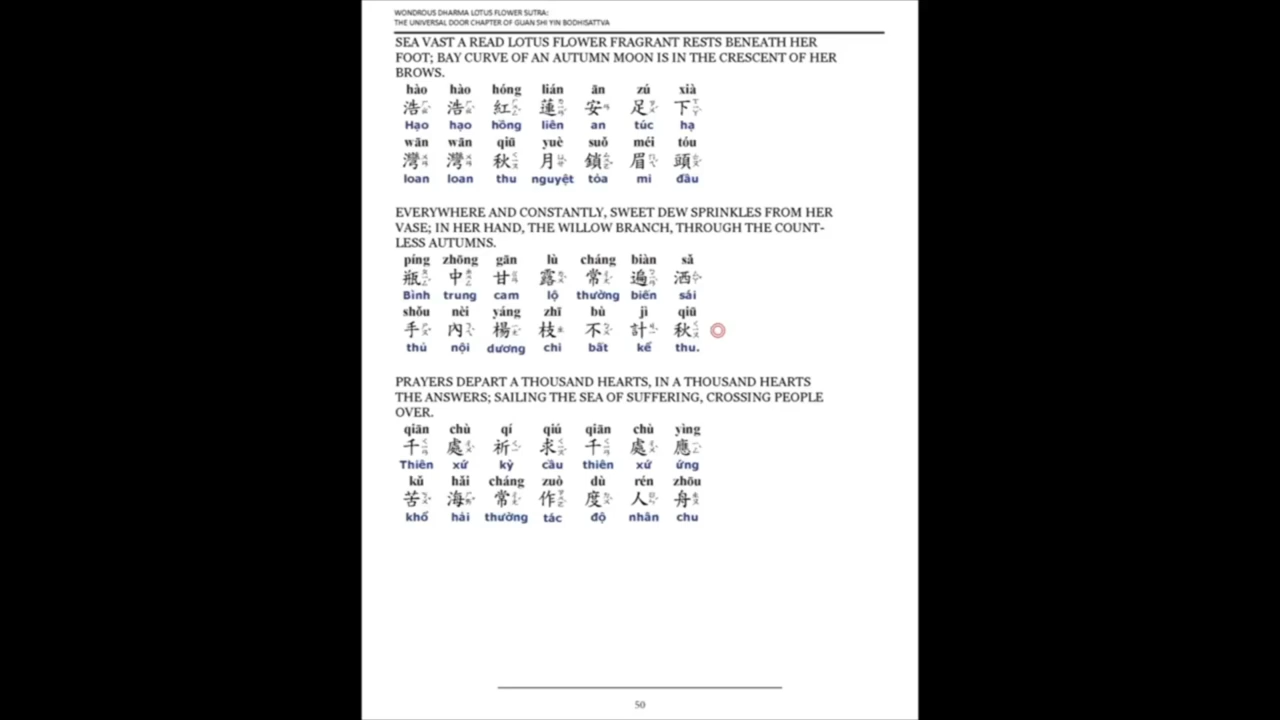 WONDROUS DHARMA LOTUS FLOWER SUTRA:
THE UNIVERSAL DOOR CHAPTER OF GUAN SHI YIN BODHISATTVA
SEA VAST A READ LOTUS FLOWER FRAGRANT RESTS BENEATH HER
FOOT; BAY CURVE OF AN AUTUMN MOON IS IN THE CRESCENT OF HER
BROWS.
hào hào hóng lián ān zú xià
浩 浩 紅 蓮 安 足 下
Hạo hạo hồng liên an túc hạ
wān wān qiū yuè suǒ méi tóu
灣 灣 秋 月 鎖 眉 頭
loan loan thu nguyệt tỏa mi đầu
EVERYWHERE AND CONSTANTLY, SWEET DEW SPRINKLES FROM HER
VASE; IN HER HAND, THE WILLOW BRANCH, THROUGH THE COUNT-
LESS AUTUMNS.
píng zhōng gān lù cháng biàn sǎ
瓶 中 甘 露 常 遍 洒
Bình trung cam lộ thường biến sái
shǒu nèi yáng zhī bù jì qiū
手 內 楊 枝 不 計 秋
thủ nội dương chi bất kể thu.
PRAYERS DEPART A THOUSAND HEARTS, IN A THOUSAND HEARTS
THE ANSWERS; SAILING THE SEA OF SUFFERING, CROSSING PEOPLE
OVER.
qiān chù qí qiú qiān chù yìng
千 處 祈 求 千 處 應
Thiên xứ kỳ cầu thiên xứ ứng
kǔ hǎi cháng zuò dù rén zhōu
苦 海 常 作 度 人 舟
khổ hải thường tác độ nhân chu
50